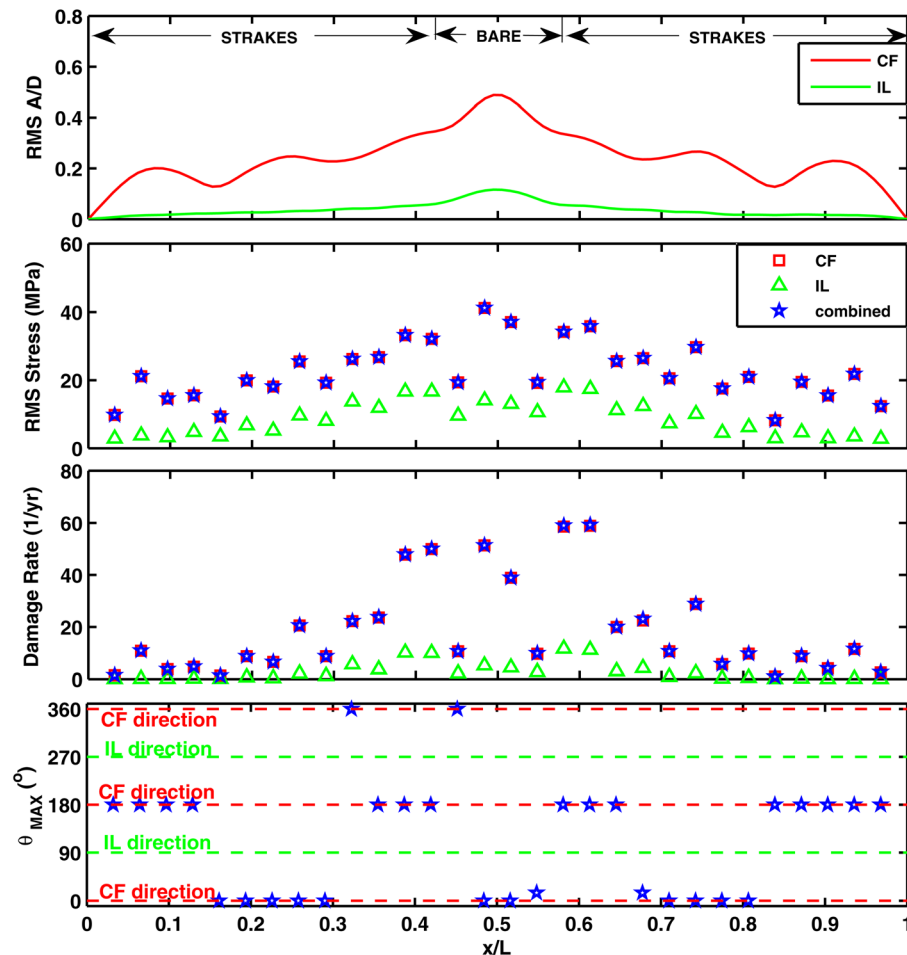 0.8
STRAKES
BARE
STRAKES
0.6
CF
IL
RMS A/D
0.4
0.2
0
60
CF
IL
combined
RMS Stress (MPa)
40
20
0
80
Damage Rate (1/yr)
60
40
20
0
360
CF direction
IL direction
270
CF direction
180
θ MAX (°)
IL direction
90
CF direction
0
0 0.1 0.2 0.3 0.4 0.5 0.6 0.7 0.8 0.9 1
x/L